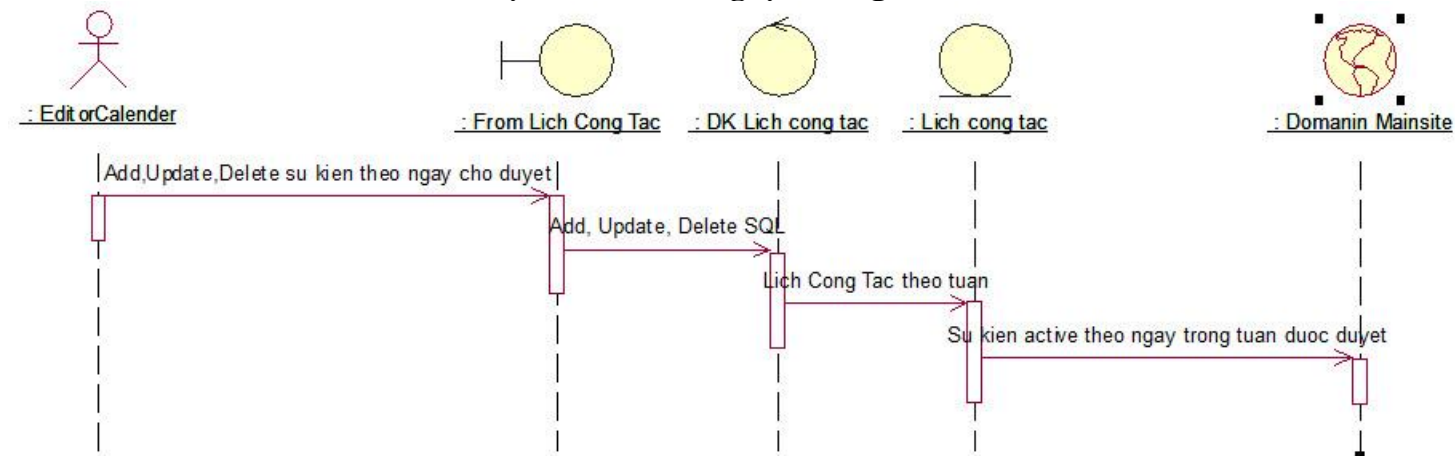 : EditorCalender
: From Lich Cong Tac
: DK Lich cong tac
: Lich cong tac
: Domanin Mainsite
Add,Update,Delete su kien theo ngay cho duyet
Add, Update, Delete SQL
Lich Cong Tac theo tuan
Su kien active theo ngay trong tuan duoc duyet